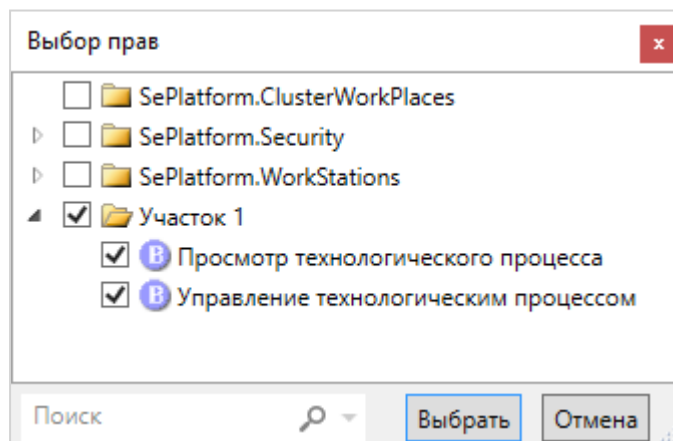 Выбор прав
x
SePlatform.ClusterWorkPlaces
SePlatform.Security
SePlatform.WorkStations
Участок 1
B Просмотр технологического процесса
B Управление технологическим процессом
Поиск Выбрать Отмена